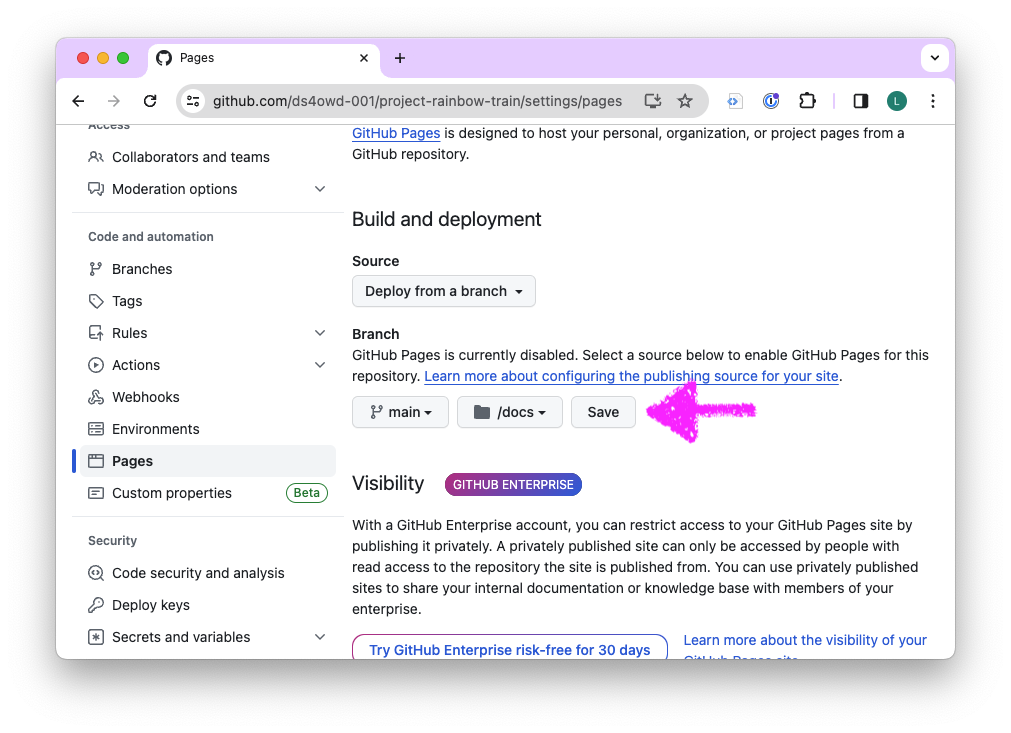 Pages
github.com/ds4owd-001/project-rainbow-train/settings/pages
L
Access
Collaborators and teams
Moderation options
Code and automation
Branches
Tags
Rules
Actions
Webhooks
Environments
Pages
Custom properties
Beta
Security
Code security and analysis
Deploy keys
Secrets and variables
GitHub Pages is designed to host your personal, organization, or project pages from a
GitHub repository.
Build and deployment
Source
Deploy from a branch
Branch
GitHub Pages is currently disabled. Select a source below to enable GitHub Pages for this
repository. Learn more about configuring the publishing source for your site.
main
/docs
Save
Visibility
GITHUB ENTERPRISE
With a GitHub Enterprise account, you can restrict access to your GitHub Pages site by
publishing it privately. A privately published site can only be accessed by people with
read access to the repository the site is published from. You can use privately published
sites to share your internal documentation or knowledge base with members of your
enterprise.
Try GitHub Enterprise risk-free for 30 days
Learn more about the visibility of your
GitHub Pages site